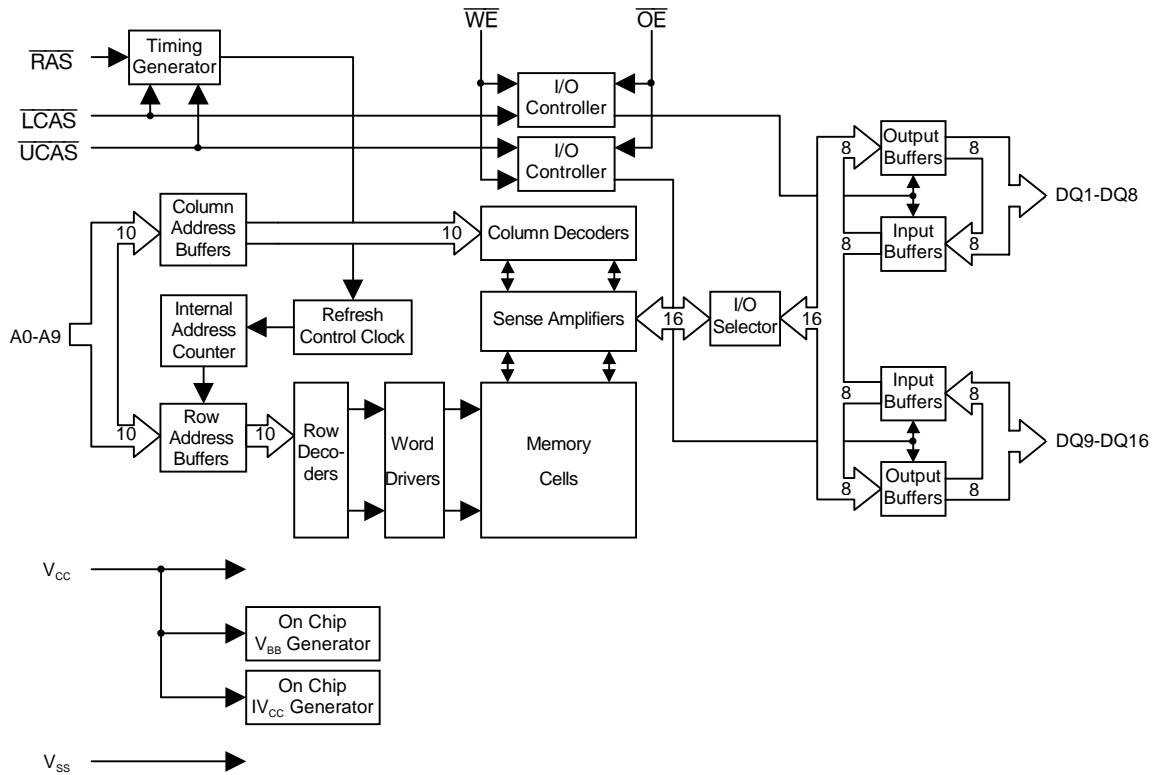 WE
OE
RAS
Timing
Generator
I/O
Controller
LCAS
UCAS
I/O
Controller
8
Output
Buffers
8
DQ1-DQ8
10
Column
Address
Buffers
10
Column Decoders
8
Input
Buffers
8
A0-A9
Internal
Address
Counter
Refresh
Control Clock
Sense Amplifiers
16
I/O
Selector
16
10
Row
Address
Buffers
10
Row
Deco-
ders
Word
Drivers
Memory
Cells
8
Input
Buffers
8
DQ9-DQ16
8
Output
Buffers
8
VCC
On Chip
VBB Generator
On Chip
IVCC Generator
VSS